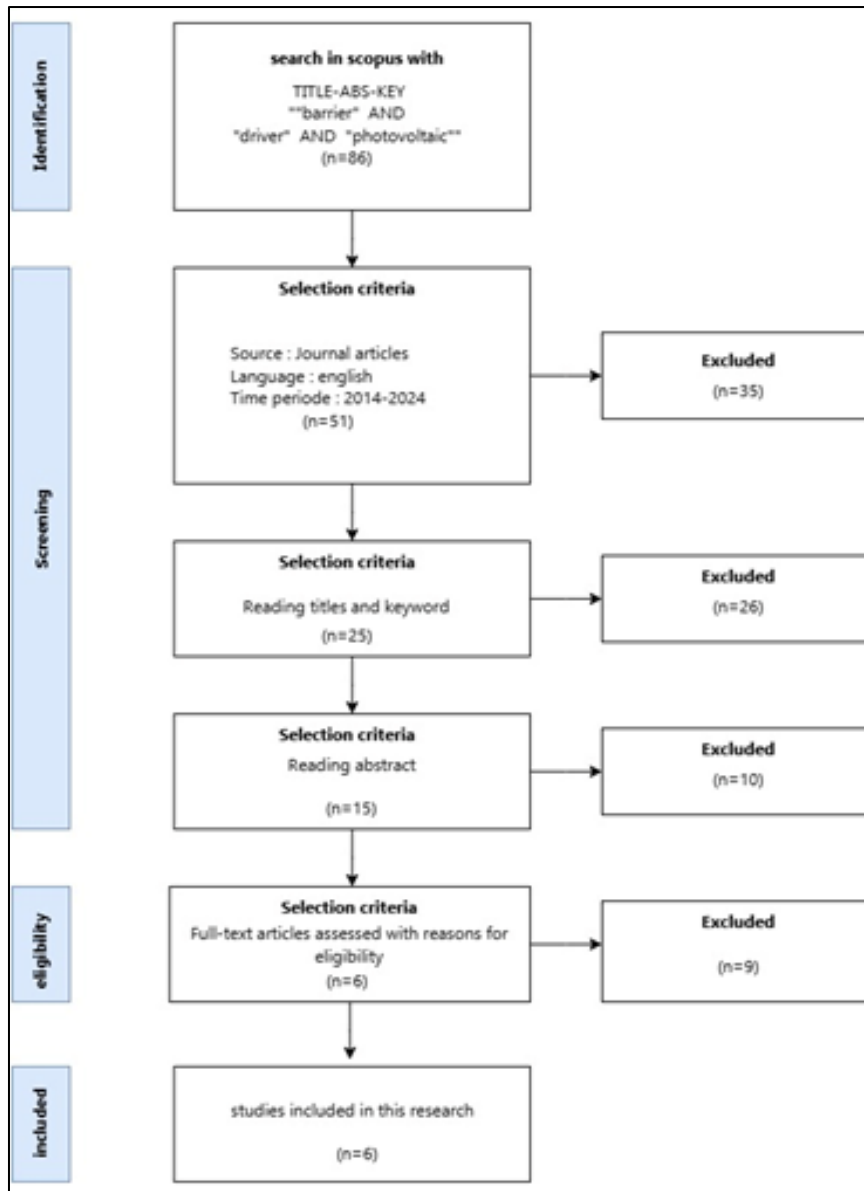 Identification
search in scopus with
TITLE-ABS-KEY
""barrier" AND
"driver" AND "photovoltaic""
(n=86)
Screening
Selection criteria
Source : Journal articles
Language : english
Time periode : 2014-2024
(n=51)
Excluded
(n=35)
Selection criteria
Reading titles and keyword
(n=25)
Excluded
(n=26)
Selection criteria
Reading abstract
(n=15)
Excluded
(n=10)
eligibility
Selection criteria
Full-text articles assessed with reasons for
eligibility
(n=6)
Excluded
(n=9)
included
studies included in this research
(n=6)